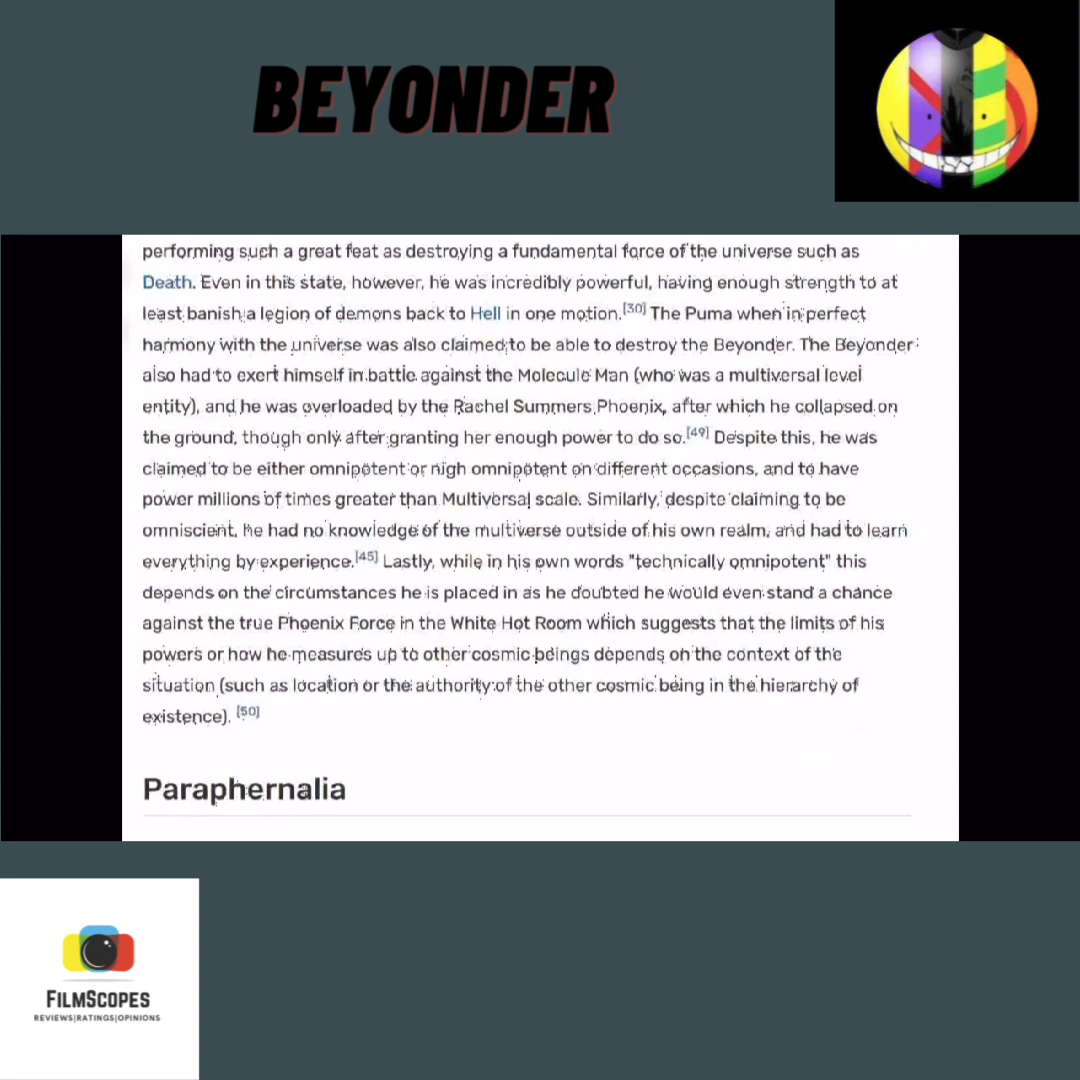 BEYONDER
performing such a great feat as destroying a fundamental force of the universe such as
Death. Even in this state, however, he was incredibly powerful, having enough strength to at
least banish a legion of demons back to Hell in one motion.[30] The Puma when in perfect
harmony with the universe was also claimed to be able to destroy the Beyonder. The Beyonder
also had to exert himself in battle against the Molecule Man (who was a multiversal level
entity), and he was overloaded by the Rachel Summers Phoenix, after which he collapsed on
the ground, though only after granting her enough power to do so.[49] Despite this, he was
claimed to be either omnipotent or nigh omnipotent on different occasions, and to have
power millions of times greater than Multiversal scale. Similarly, despite claiming to be
omniscient, he had no knowledge of the multiverse outside of his own realm, and had to learn
everything by experience.[45] Lastly, while in his own words "technically omnipotent" this
depends on the circumstances he is placed in as he doubted he would even stand a chance
against the true Phoenix Force in the White Hot Room which suggests that the limits of his
powers or how he measures up to other cosmic beings depends on the context of the
situation (such as location or the authority of the other cosmic being in the hierarchy of
existence). [50]
Paraphernalia
FILMSCOPES
REVIEWS|RATINGS|OPINIONS